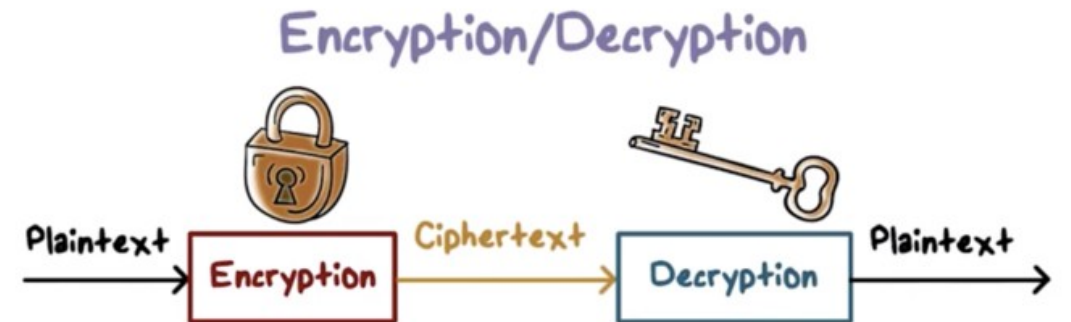 Encryption/Decryption
Plaintext
Encryption
Ciphertext
Decryption
Plaintext